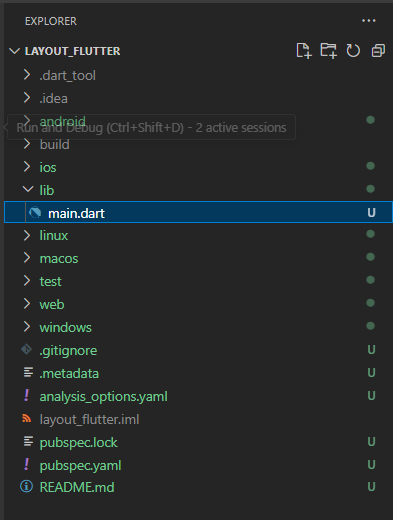 EXPLORER
LAYOUT_FLUTTER
.dart_tool
.idea
android
Run and Debug (Ctrl+Shift+D) - 2 active sessions
build
ios
lib
main.dart U
linux
macos
test
web
windows
.gitignore U
.metadata U
analysis_options.yaml U
layout_flutter.iml
pubspec.lock U
pubspec.yaml U
README.md U